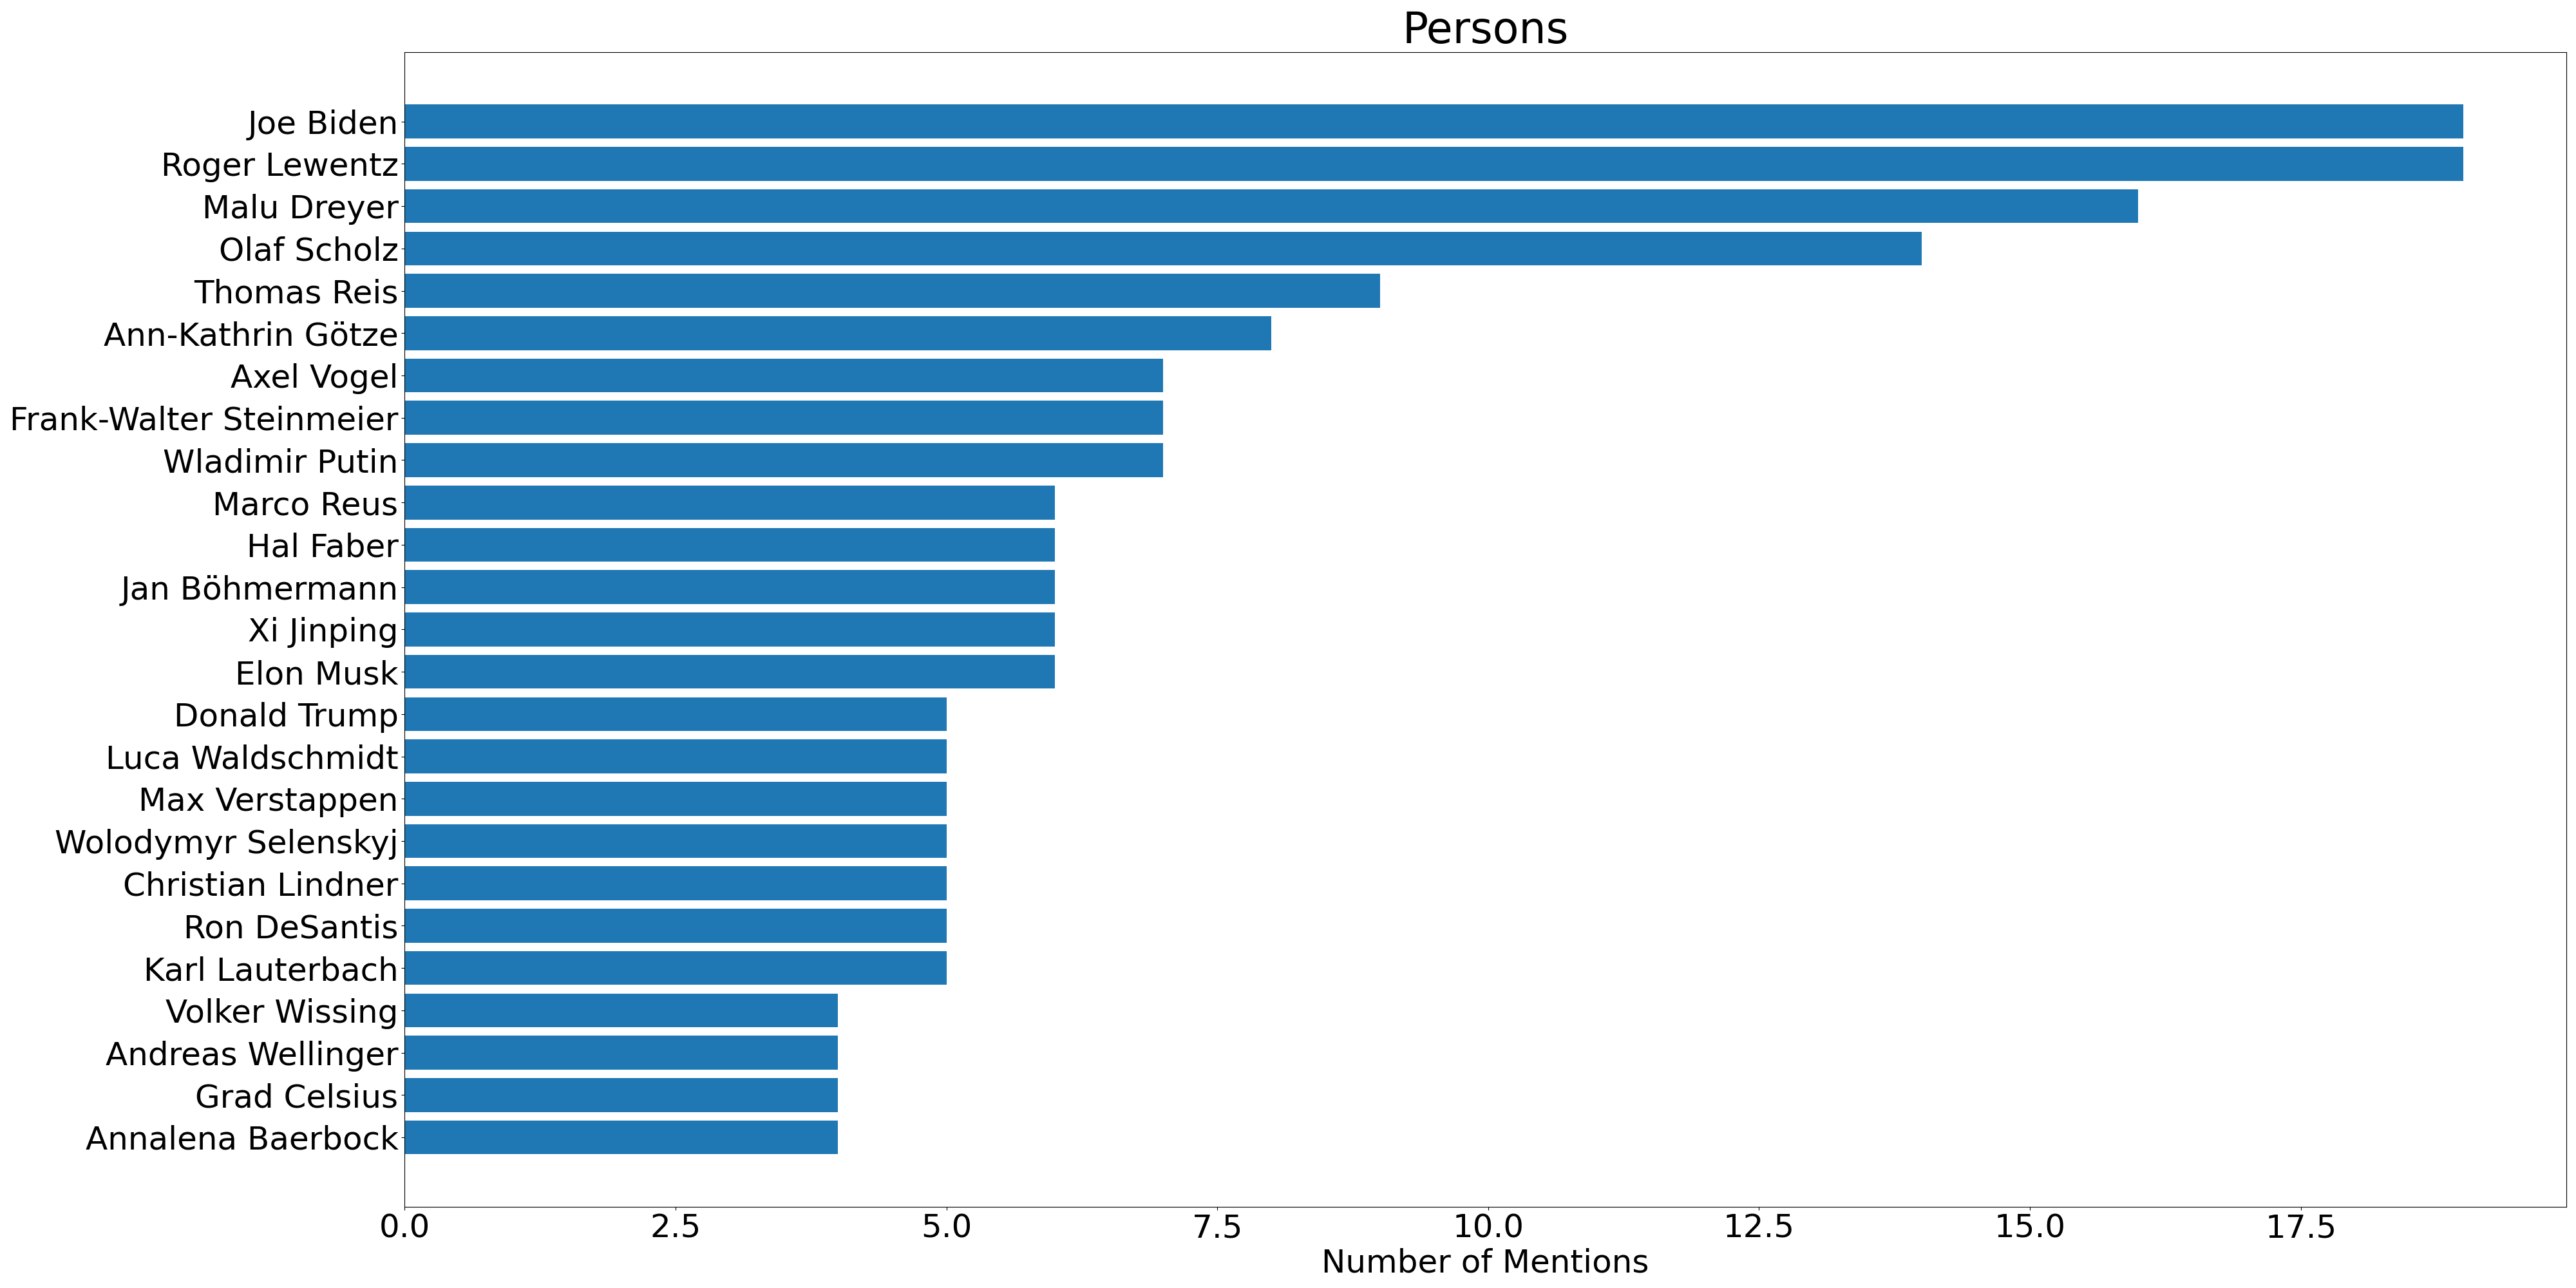 Persons
Joe Biden
Roger Lewentz
Malu Dreyer
Olaf Scholz
Thomas Reis
Ann-Kathrin Götze
Axel Vogel
Frank-Walter Steinmeier
Wladimir Putin
Marco Reus
Hal Faber
Jan Böhmermann
Xi Jinping
Elon Musk
Donald Trump
Luca Waldschmidt
Max Verstappen
Wolodymyr Selenskyj
Christian Lindner
Ron DeSantis
Karl Lauterbach
Volker Wissing
Andreas Wellinger
Grad Celsius
Annalena Baerbock
0.0 2.5 5.0 7.5 10.0 12.5 15.0 17.5
Number of Mentions